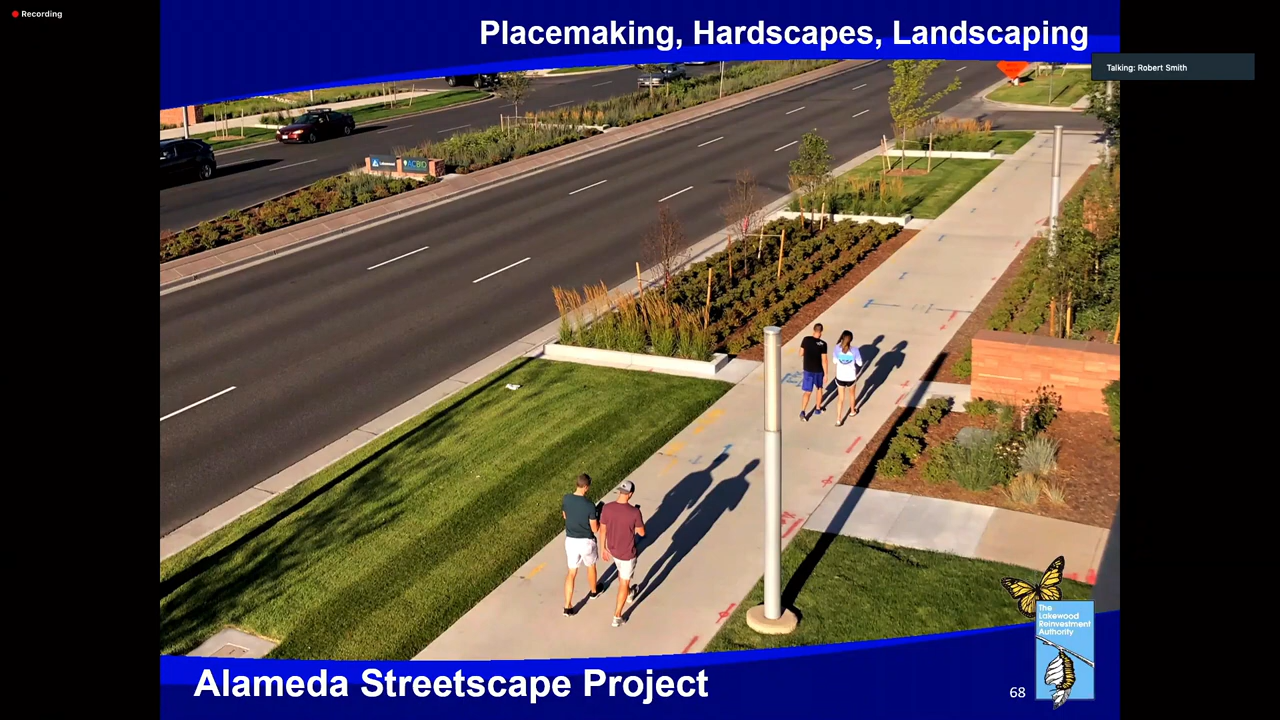 Recording
Placemaking, Hardscapes, Landscaping
Talking: Robert Smith
The
Lakewood
Reinvestment
Authority
Alameda Streetscape Project
68